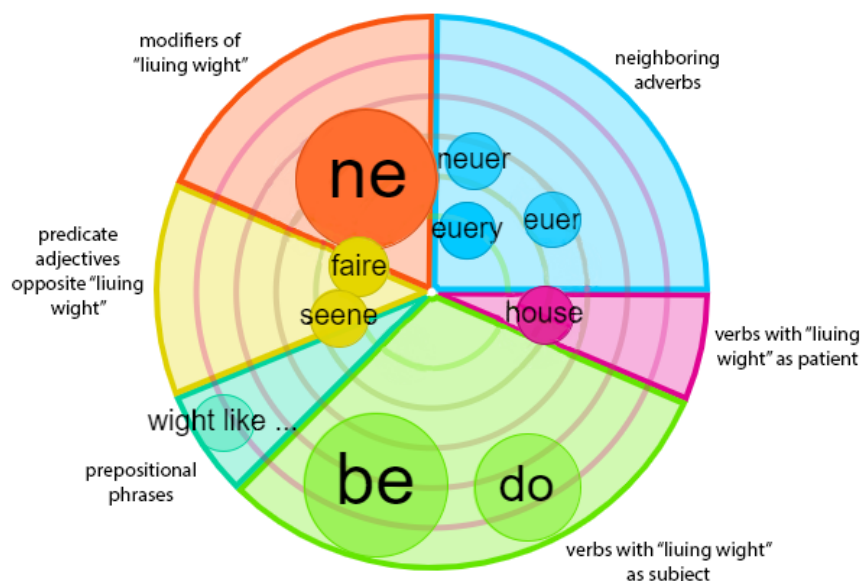 modifiers of
"liuing wight"
neighboring
adverbs
ne
neuer
euer
euery
predicate
adjectives
opposite "liuing
wight"
faire
seene
house
verbs with "liuing
wight" as patient
wight like ...
prepositional
phrases
be
do
verbs with "liuing wight"
as subject